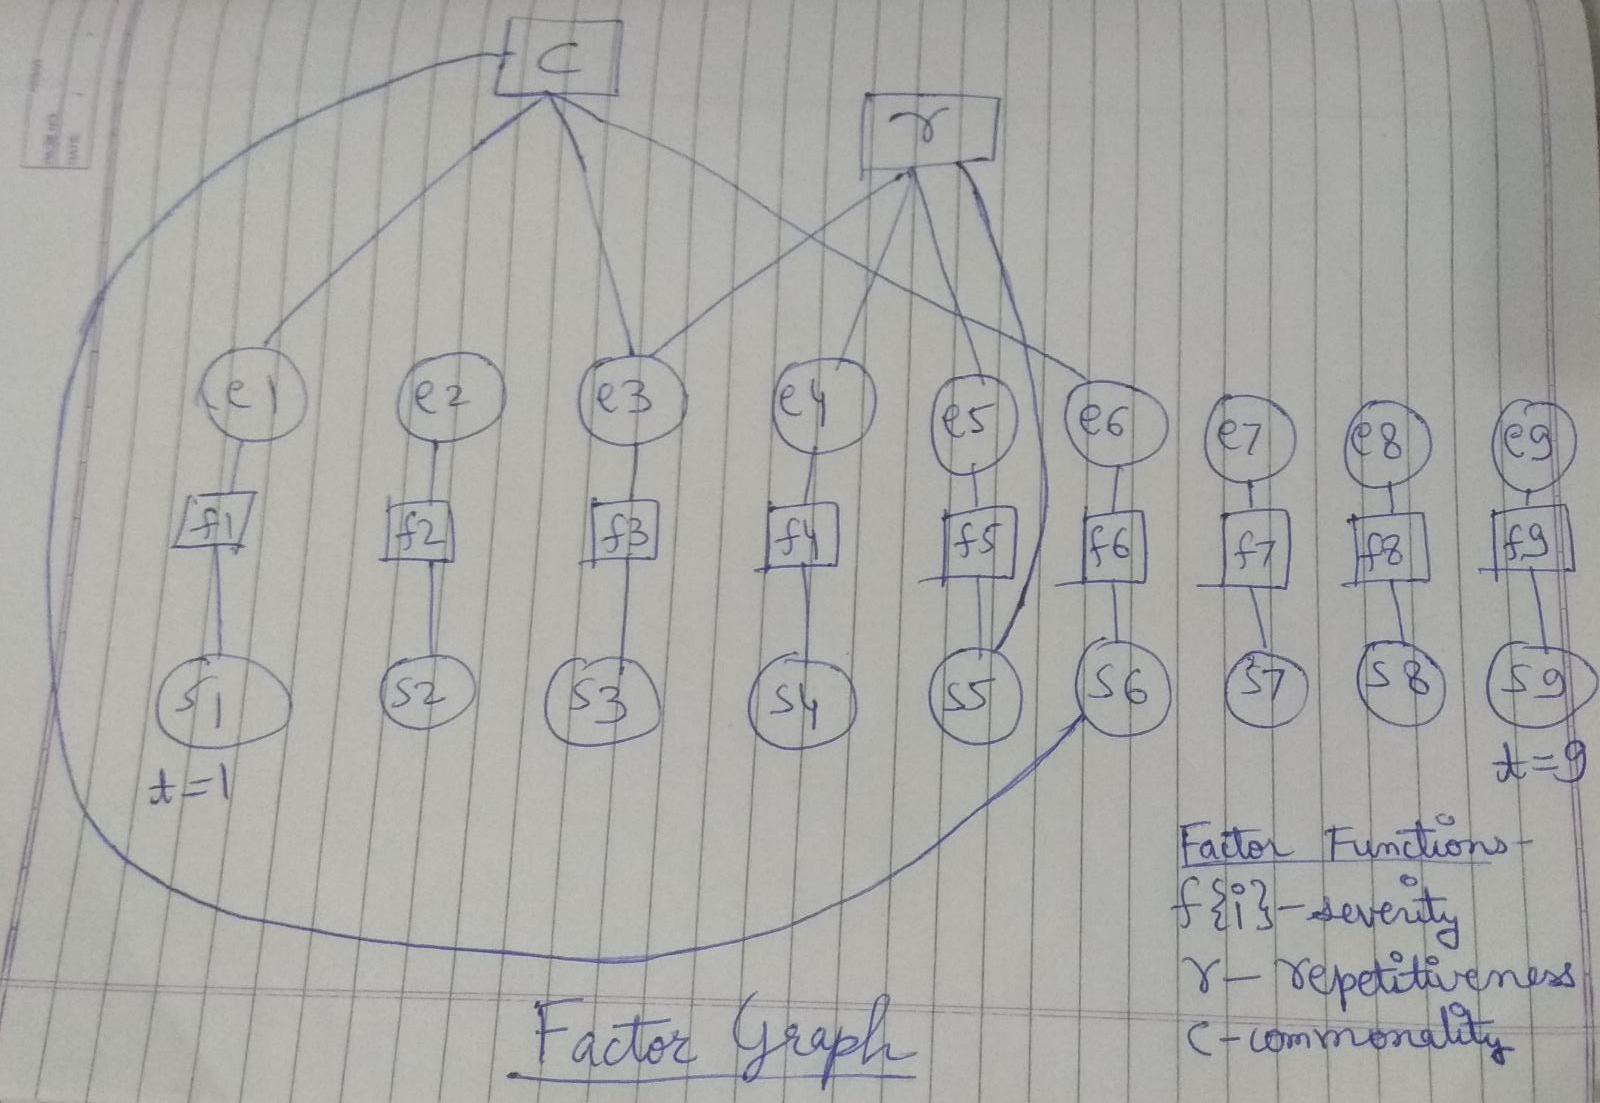 C
r
e1 e2 e3 e4 e5 e6 e7 e8 e9
f1 f2 f3 f4 f5 f6 f7 f8 f9
S1 S2 S3 S4 S5 S6 S7 S8 S9
t=1 t=9
Factor Functions-
f{i}-severity
r- repetitiveness
C-commonality
Factor Graph